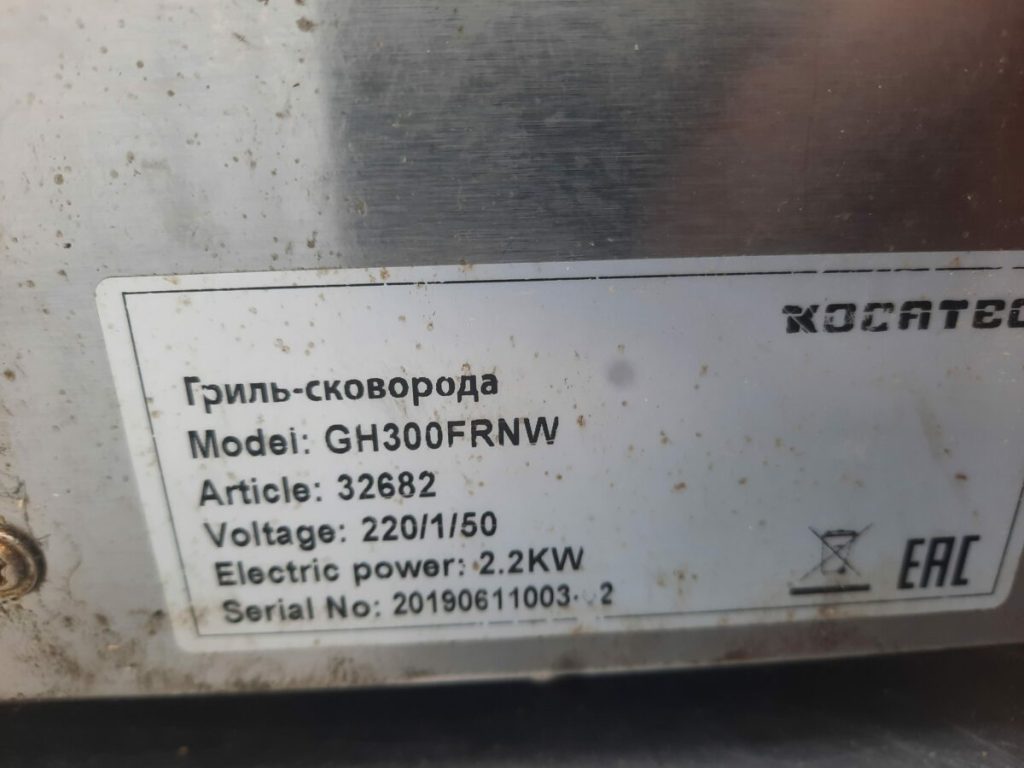 KOCATEC
Гриль-сковорода
Model: GH300FRNW
Article: 32682
Voltage: 220/1/50
Electric power: 2.2KW
Serial No: 20190611003
EAC